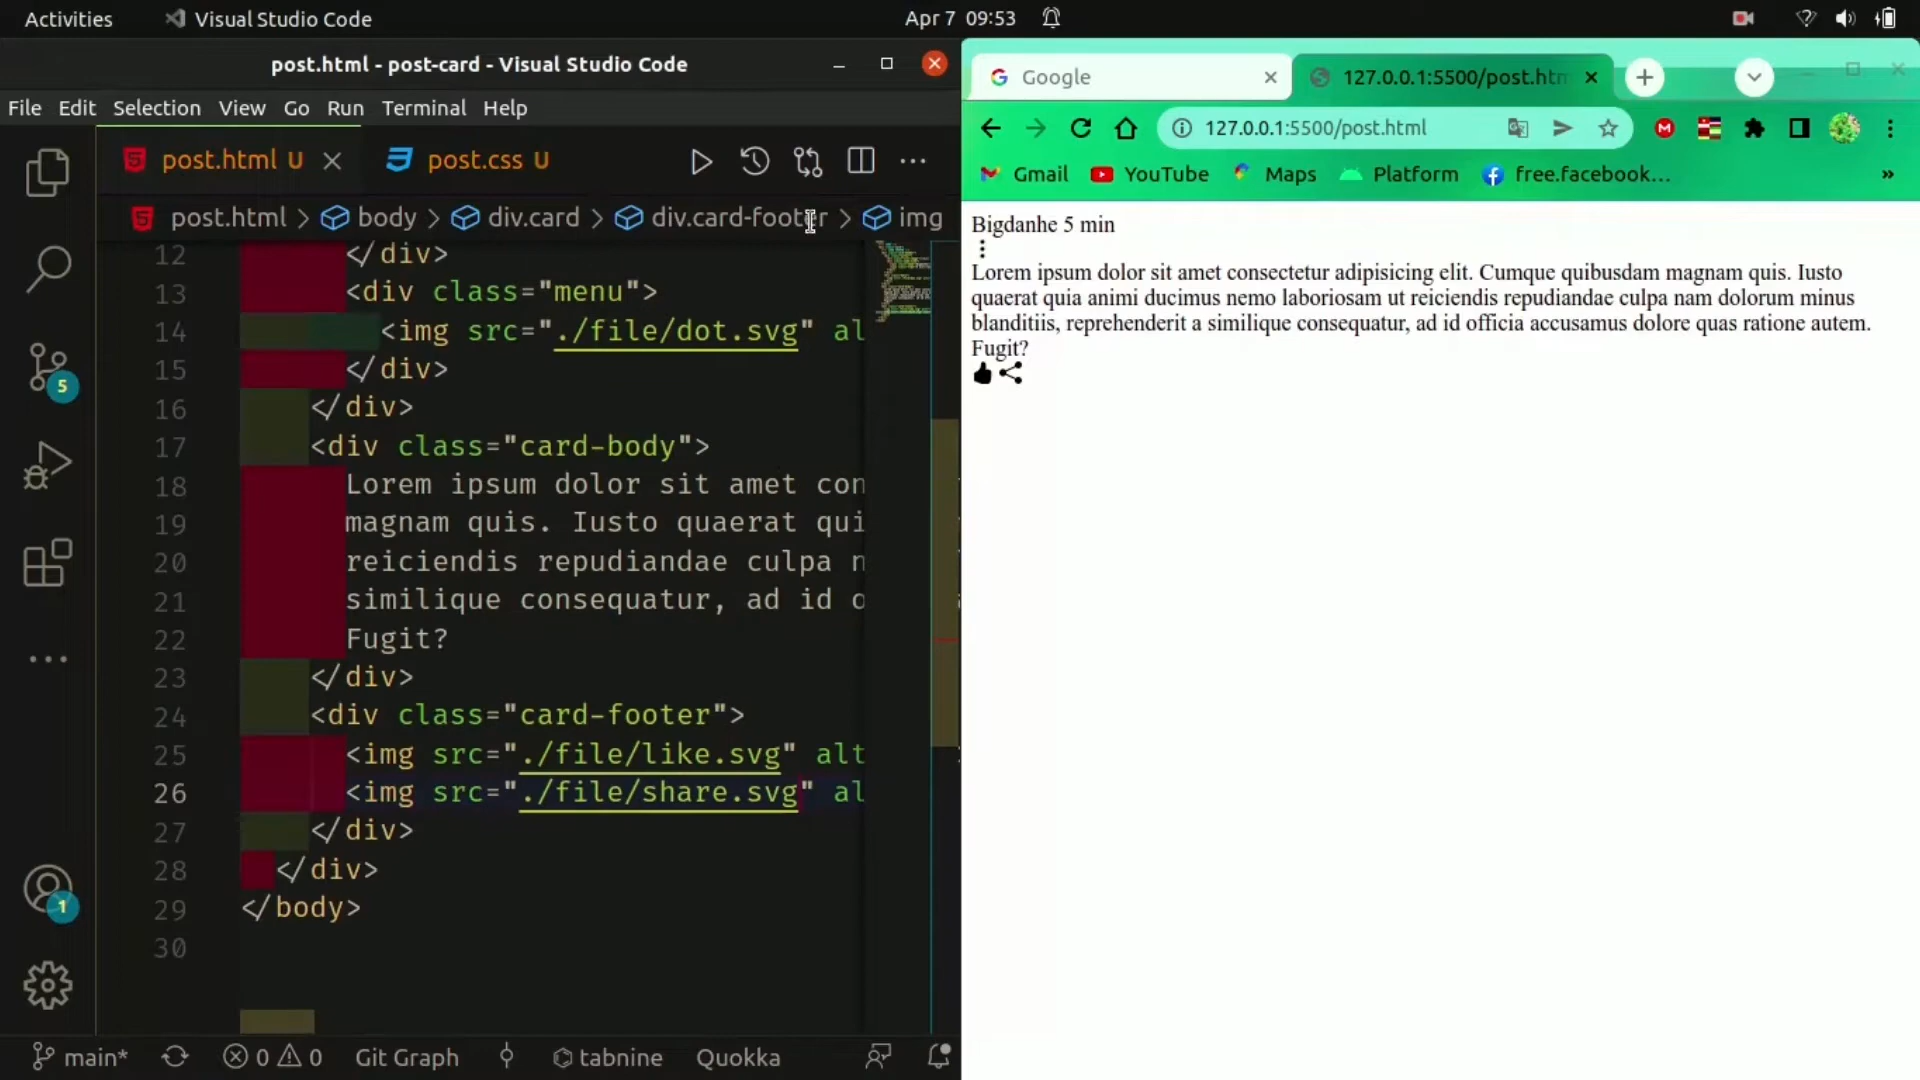 Activities
Visual Studio Code
Apr 7 09:53
post.html - post-card - Visual Studio Code
File Edit Selection View Go Run Terminal Help
post.html U
post.css U
post.html > body > div.card > div.card-footer > img
12 </div>
13 <div class="menu">
14 <img src="./file/dot.svg" al
15 </div>
16 </div>
17 <div class="card-body">
18 Lorem ipsum dolor sit amet con
19 magnam quis. Iusto quaerat qui
20 reiciendis repudiandae culpa n
21 similique consequatur, ad id o
22 Fugit?
23 </div>
24 <div class="card-footer">
25 <img src="./file/like.svg" alt
26 <img src="./file/share.svg" al
27 </div>
28 </div>
29 </body>
30
5
1
main* 0 0 Git Graph tabnine Quokka
Google
127.0.0.1:5500/post.htm
127.0.0.1:5500/post.html
Gmail YouTube Maps Platform free.facebook... »
Bigdanhe 5 min
Lorem ipsum dolor sit amet consectetur adipisicing elit. Cumque quibusdam magnam quis. Iusto
quaerat quia animi ducimus nemo laboriosam ut reiciendis repudiandae culpa nam dolorum minus
blanditiis, reprehenderit a similique consequatur, ad id officia accusamus dolore quas ratione autem.
Fugit?